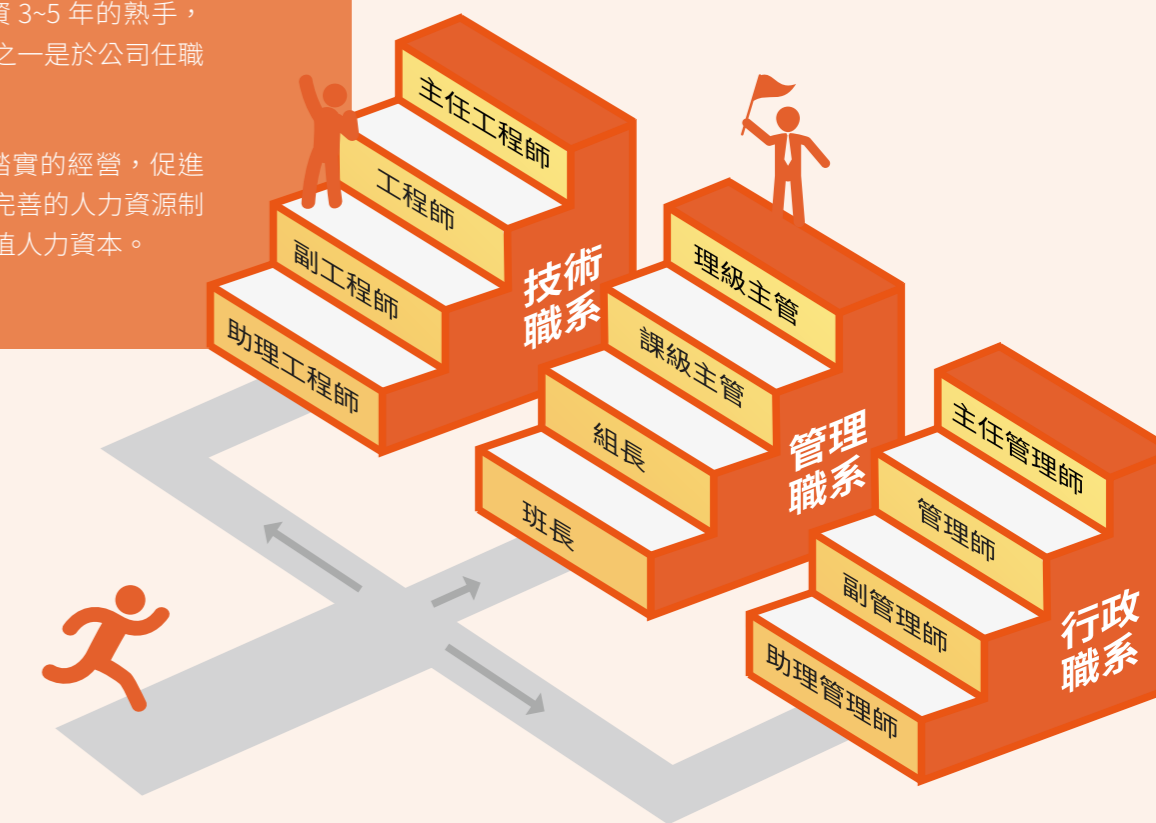 資 3~5 年的熟手，
之一是於公司任職
踏實的經營，促進
完善的人力資源制
植人力資本。
主任工程師
工程師
副工程師
助理工程師
技術
職系
理級主管
課級主管
組長
班長
管理
職系
主任管理師
管理師
副管理師
助理管理師
行政
職系